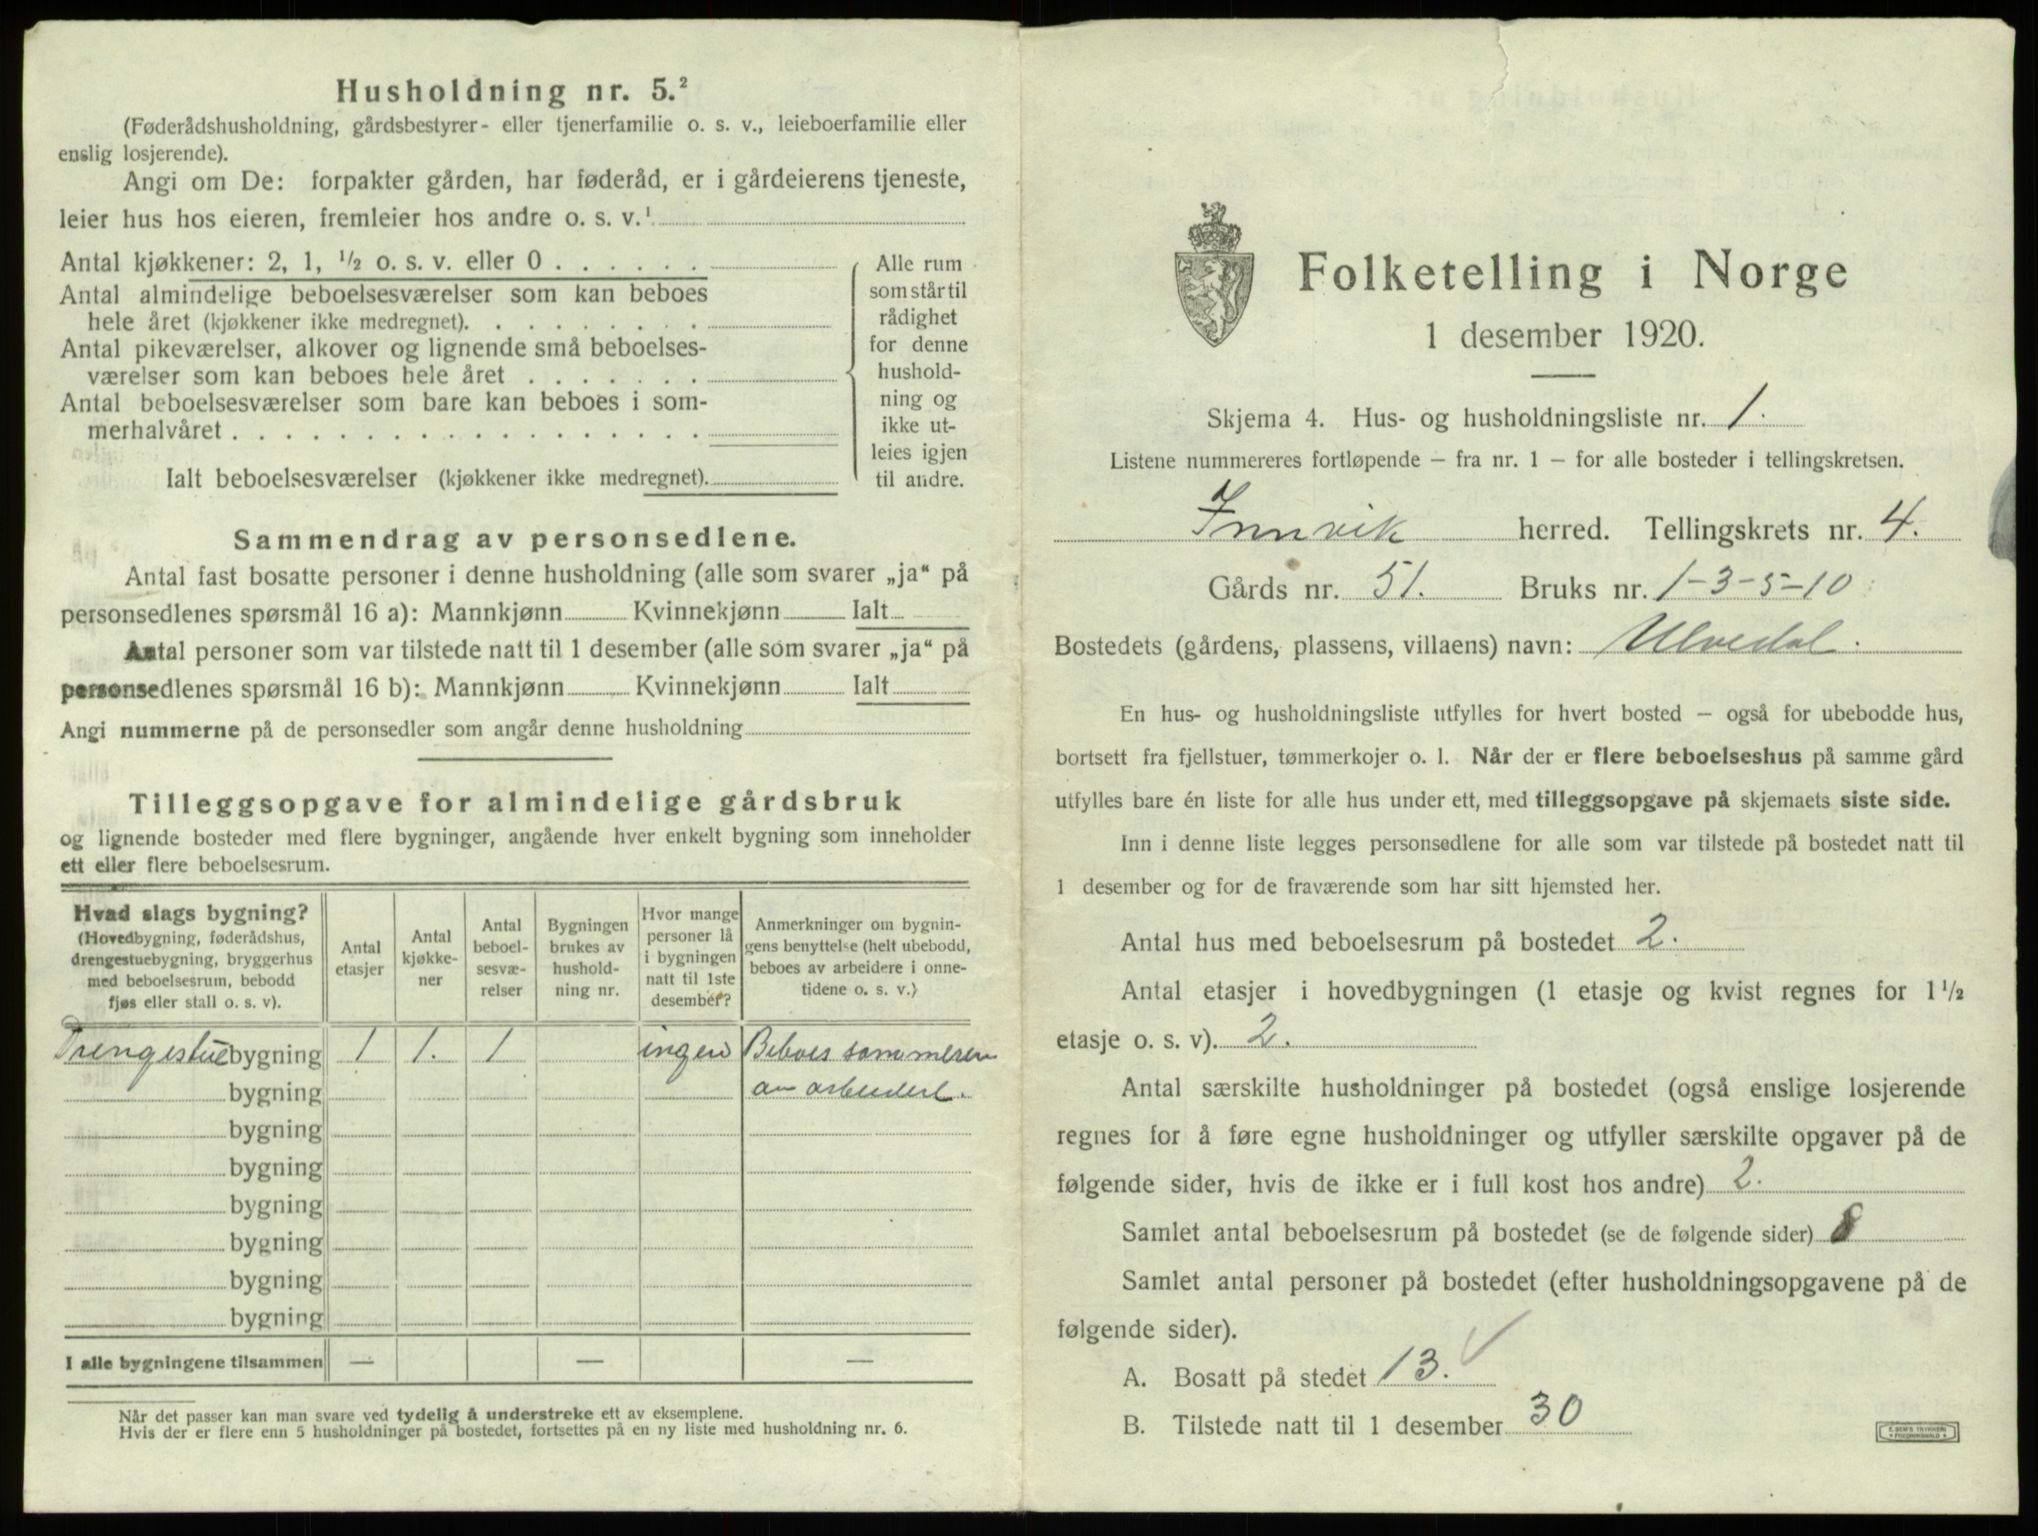 Husholdning nr. 5.²
(Føderådshusholdning, gårdsbestyrer- eller tjenerfamilie o. s. v., leieboerfamilie eller
enslig losjerende).
Angi om De: forpakter gården, har føderåd, er i gårdeierens tjeneste,
leier hus hos eieren, fremleier hos andre o. s. v.¹
Antal kjøkkener: 2, 1, ½ o. s. v. eller 0
Antal almindelige beboelsesværelser som kan beboes
hele året (kjøkkener ikke medregnet).
Antal pikeværelser, alkover og lignende små beboelses-
værelser som kan beboes hele året
Antal beboelsesværelser som bare kan beboes i som-
merhalvåret
Ialt beboelsesværelser (kjøkkener ikke medregnet).
Alle rum
som står til
rådighet
for denne
hushold-
ning og
ikke ut-
leies igjen
til andre.
Sammendrag av personsedlene.
Antal fast bosatte personer i denne husholdning (alle som svarer „ja“ på
personsedlenes spørsmål 16 a): Mannkjønn Kvinnekjønn Ialt
Antal personer som var tilstede natt til 1 desember (alle som svarer „ja“ på
personsedlenes spørsmål 16 b): Mannkjønn Kvinnekjønn Ialt
Angi nummerne på de personsedler som angår denne husholdning
Tilleggsopgave for almindelige gårdsbruk
og lignende bosteder med flere bygninger, angående hver enkelt bygning som inneholder
ett eller flere beboelsesrum.
Hvad slags bygning?
(Hovedbygning, føderådshus,
drengestuebygning, bryggerhus
med beboelsesrum, bebodd
fjøs eller stall o. s. v).
Antal
etasjer
Antal
kjøkke-
ner
Antal
beboel-
sesvæ-
relser
Bygningen
brukes av
hushold-
ning nr.
Hvor mange
personer lå
i bygningen
natt til 1ste
desember?
Anmerkninger om bygnin-
gens benyttelse (helt ubebodd,
beboes av arbeidere i onne-
tidene o. s. v.)
Drengestuebygning 1 1. 1 ingen Beboes sommeren
bygning av arbeidere.
bygning
bygning
bygning
bygning
bygning
bygning
I alle bygningene tilsammen — — —
Når det passer kan man svare ved tydelig å understreke ett av eksemplene.
Hvis der er flere enn 5 husholdninger på bostedet, fortsettes på en ny liste med husholdning nr. 6.
Folketelling i Norge
1 desember 1920.
Skjema 4. Hus- og husholdningsliste nr. 1.
Listene nummereres fortløpende – fra nr. 1 – for alle bosteder i tellingskretsen.
Innvik herred. Tellingskrets nr. 4.
Gårds nr. 51. Bruks nr. 1-3-5-10
Bostedets (gårdens, plassens, villaens) navn: Ulvedal.
En hus- og husholdningsliste utfylles for hvert bosted – også for ubebodde hus,
bortsett fra fjellstuer, tømmerkojer o. l. Når der er flere beboelseshus på samme gård
utfylles bare én liste for alle hus under ett, med tilleggsopgave på skjemaets siste side.
Inn i denne liste legges personsedlene for alle som var tilstede på bostedet natt til
1 desember og for de fraværende som har sitt hjemsted her.
Antal hus med beboelsesrum på bostedet 2.
Antal etasjer i hovedbygningen (1 etasje og kvist regnes for 1½
etasje o. s. v). 2.
Antal særskilte husholdninger på bostedet (også enslige losjerende
regnes for å føre egne husholdninger og utfyller særskilte opgaver på de
følgende sider, hvis de ikke er i full kost hos andre) 2.
Samlet antal beboelsesrum på bostedet (se de følgende sider) 8
Samlet antal personer på bostedet (efter husholdningsopgavene på de
følgende sider).
A. Bosatt på stedet 13.
B. Tilstede natt til 1 desember 30